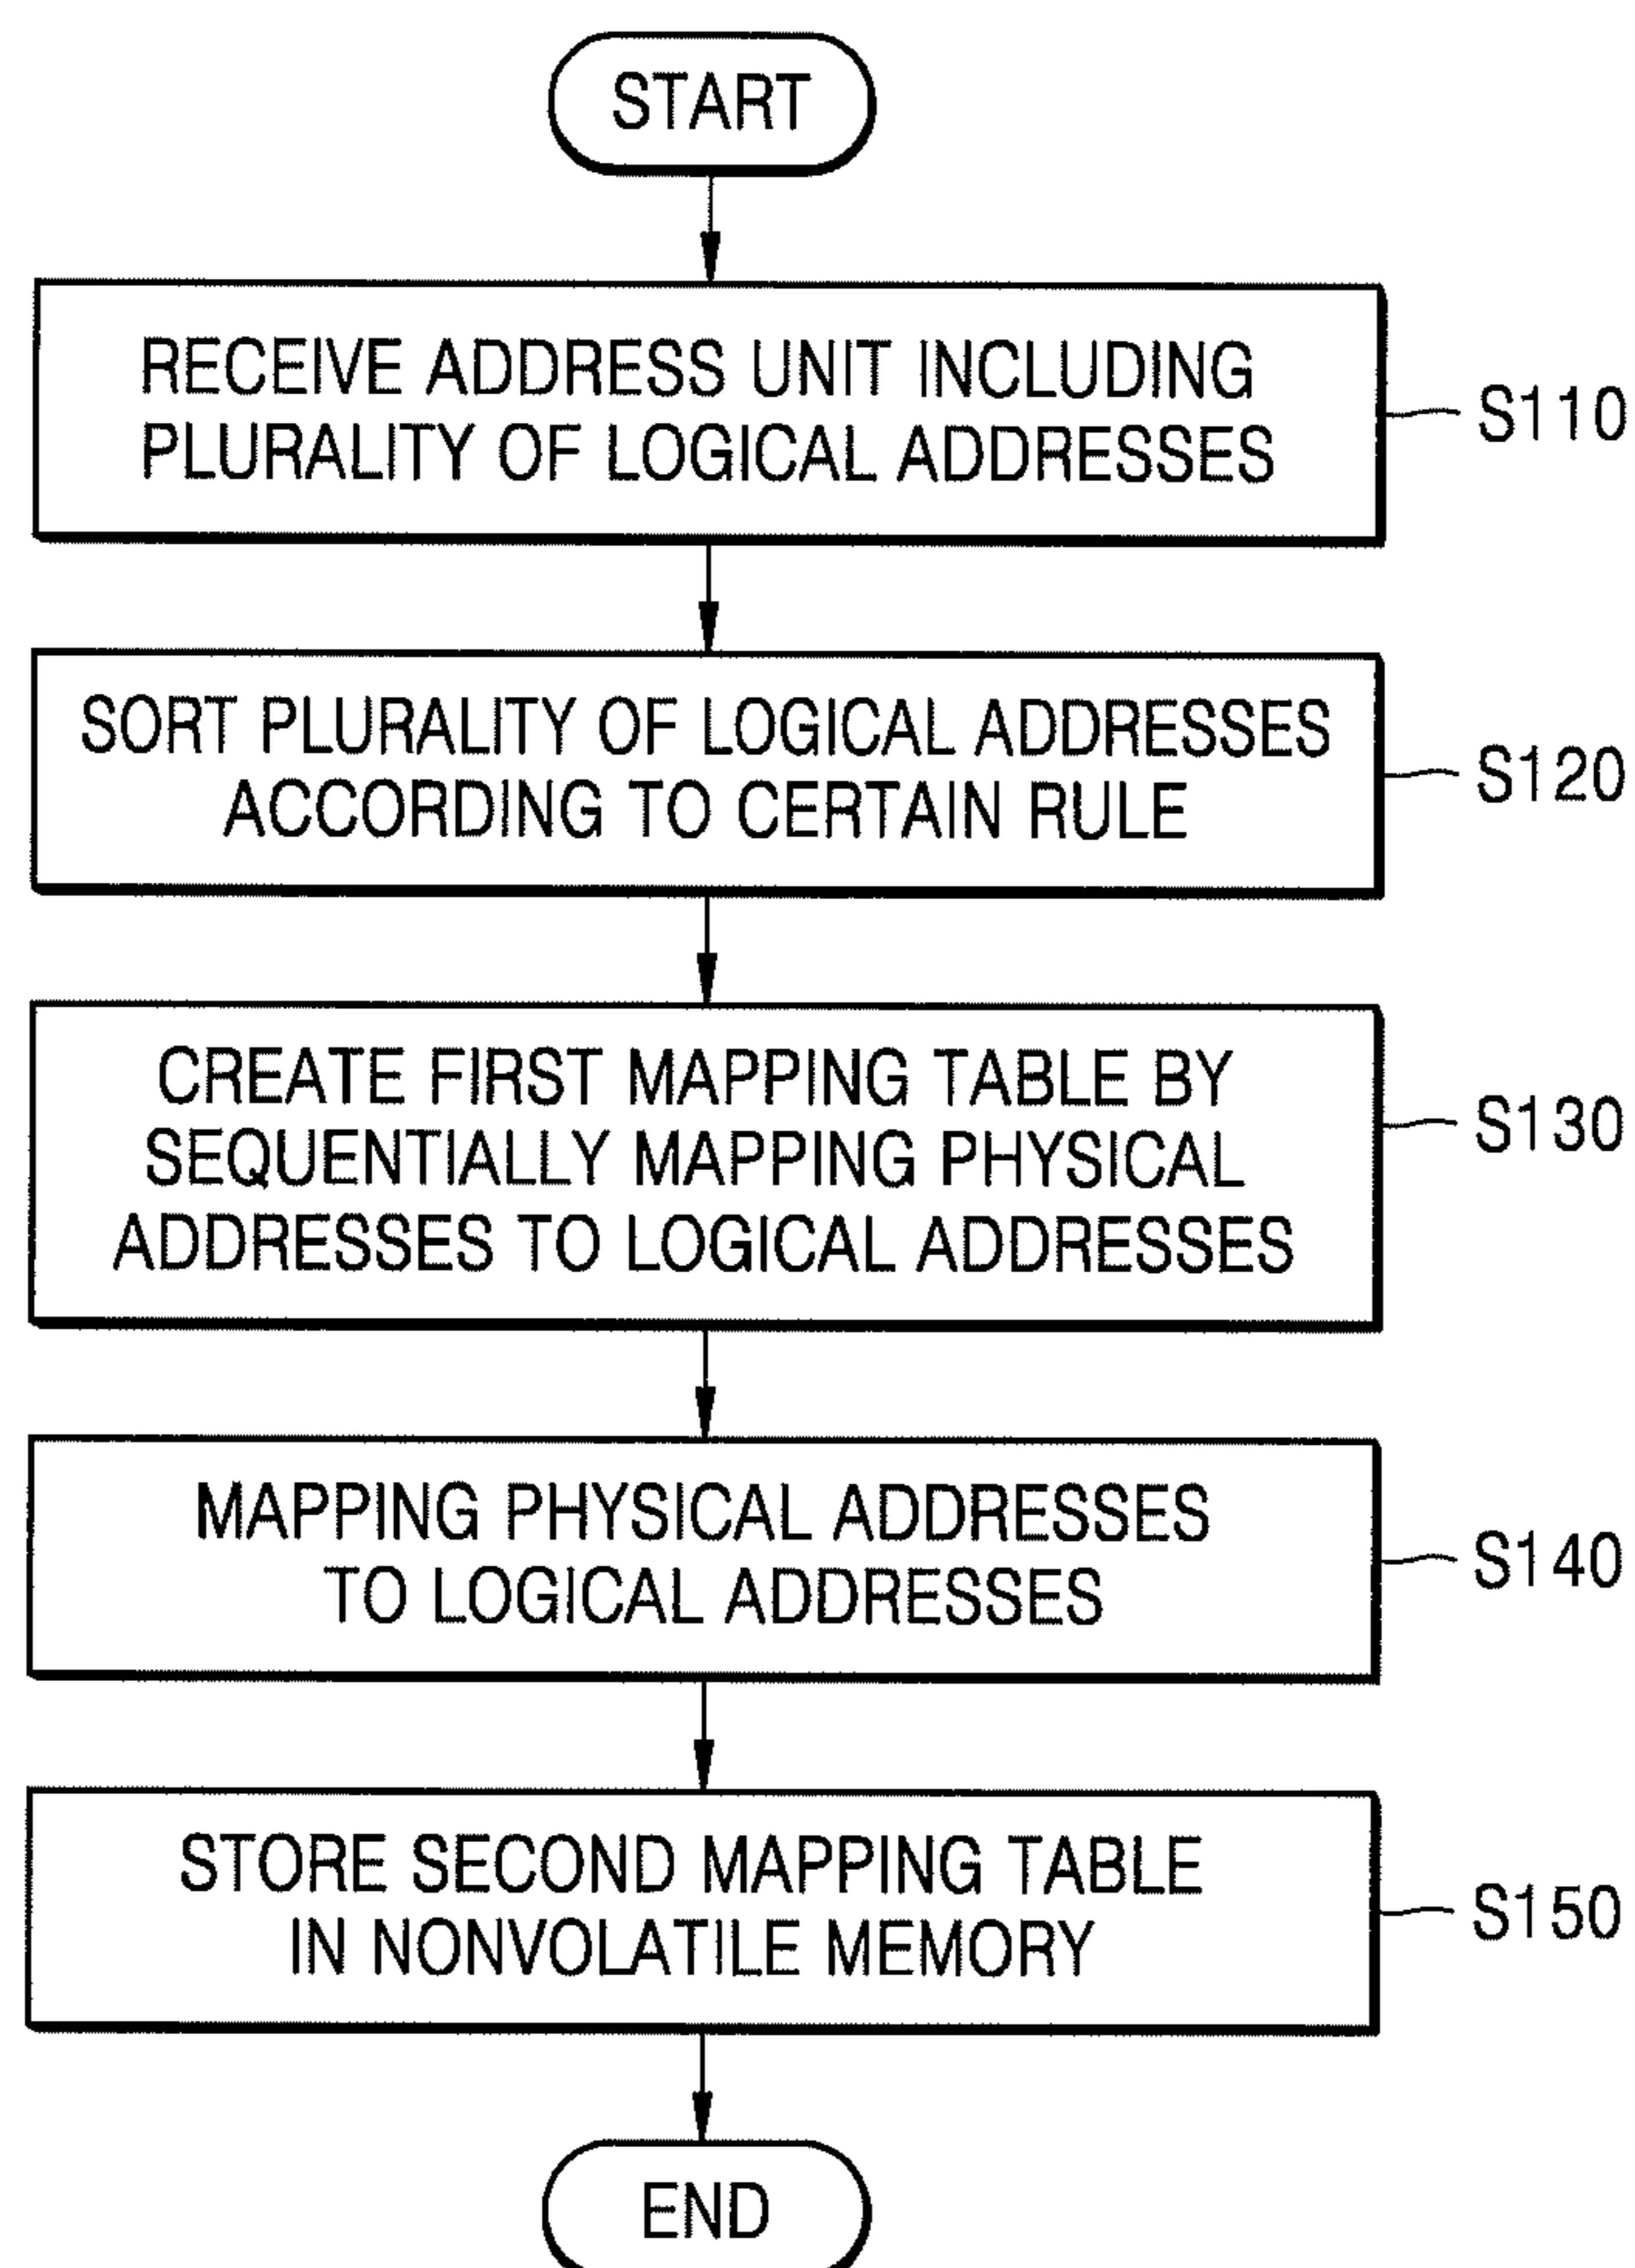 START
RECEIVE ADDRESS UNIT INCLUDING
PLURALITY OF LOGICAL ADDRESSES
S110
SORT PLURALITY OF LOGICAL ADDRESSES
ACCORDING TO CERTAIN RULE
S120
CREATE FIRST MAPPING TABLE BY
SEQUENTIALLY MAPPING PHYSICAL
ADDRESSES TO LOGICAL ADDRESSES
S130
MAPPING PHYSICAL ADDRESSES
TO LOGICAL ADDRESSES
S140
STORE SECOND MAPPING TABLE
IN NONVOLATILE MEMORY
S150
END